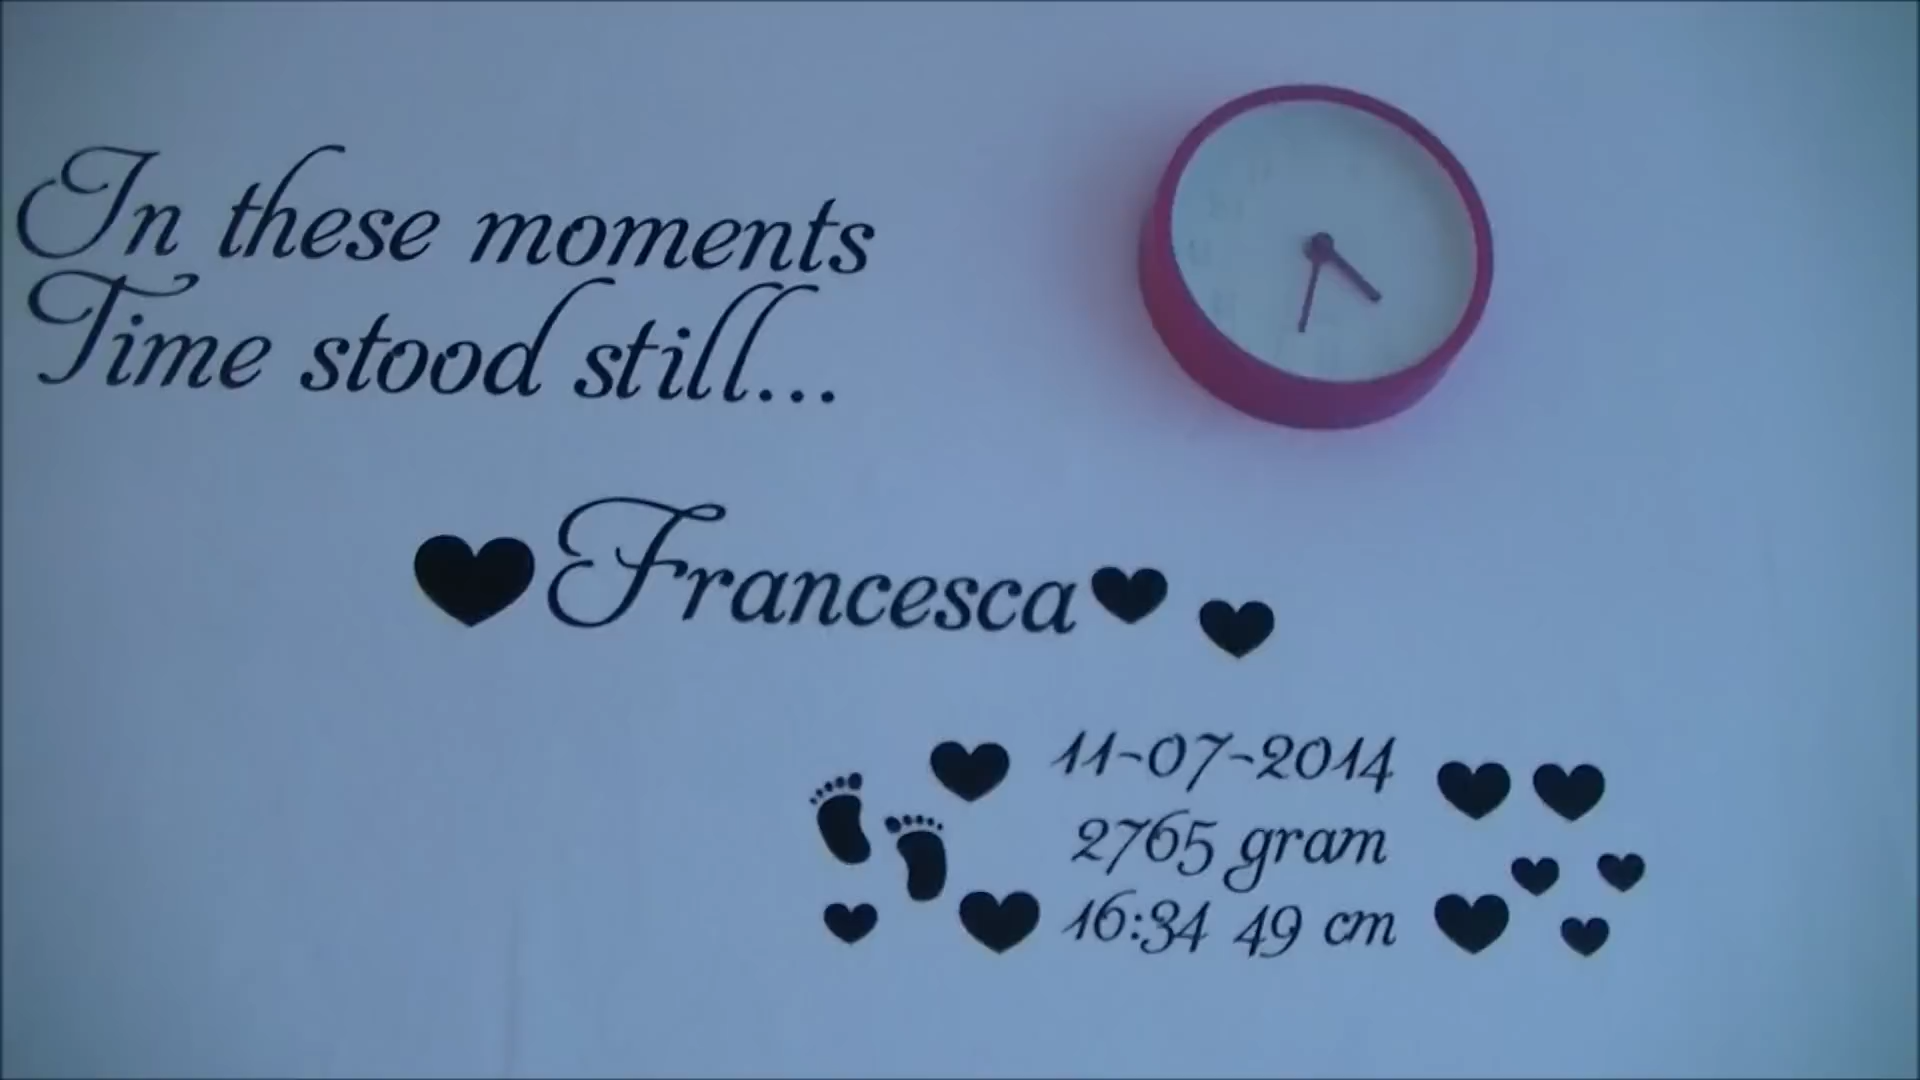 In these moments
Time stood still...
Francesca
11-07-2014
2765 gram
16:34 49 cm